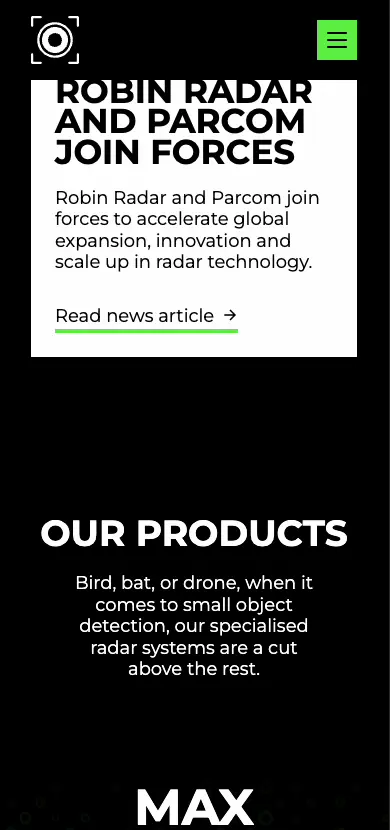 ROBIN RADAR
AND PARCOM
JOIN FORCES
Robin Radar and Parcom join
forces to accelerate global
expansion, innovation and
scale up in radar technology.
Read news article →
OUR PRODUCTS
Bird, bat, or drone, when it
comes to small object
detection, our specialised
radar systems are a cut
above the rest.
MAX